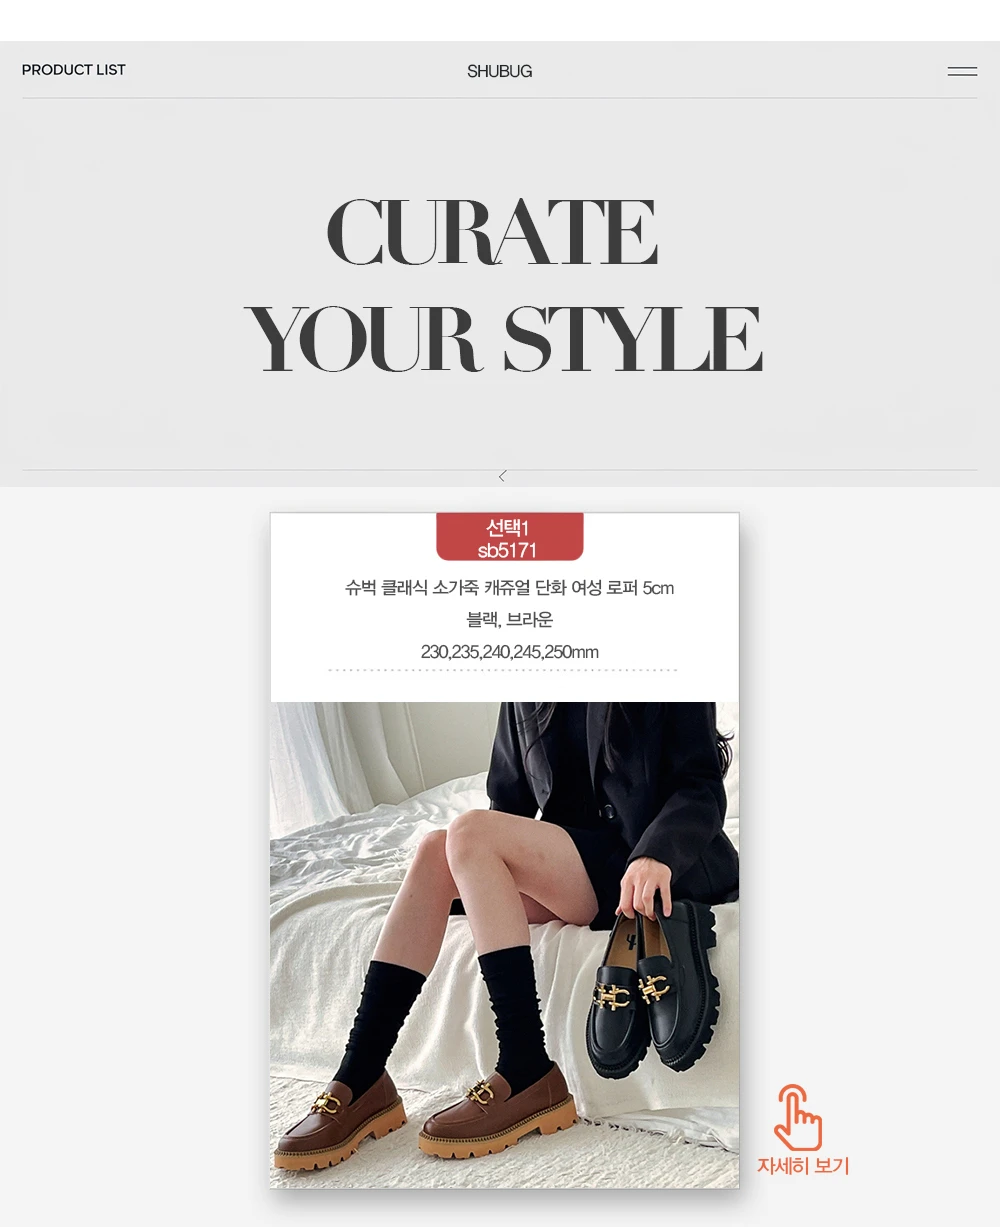 PRODUCT LIST
SHUBUG
CURATE
YOUR STYLE
선택1
sb5171
슈벅 클래식 소가죽 캐쥬얼 단화 여성 로퍼 5cm
블랙, 브라운
230,235,240,245,250mm
자세히 보기